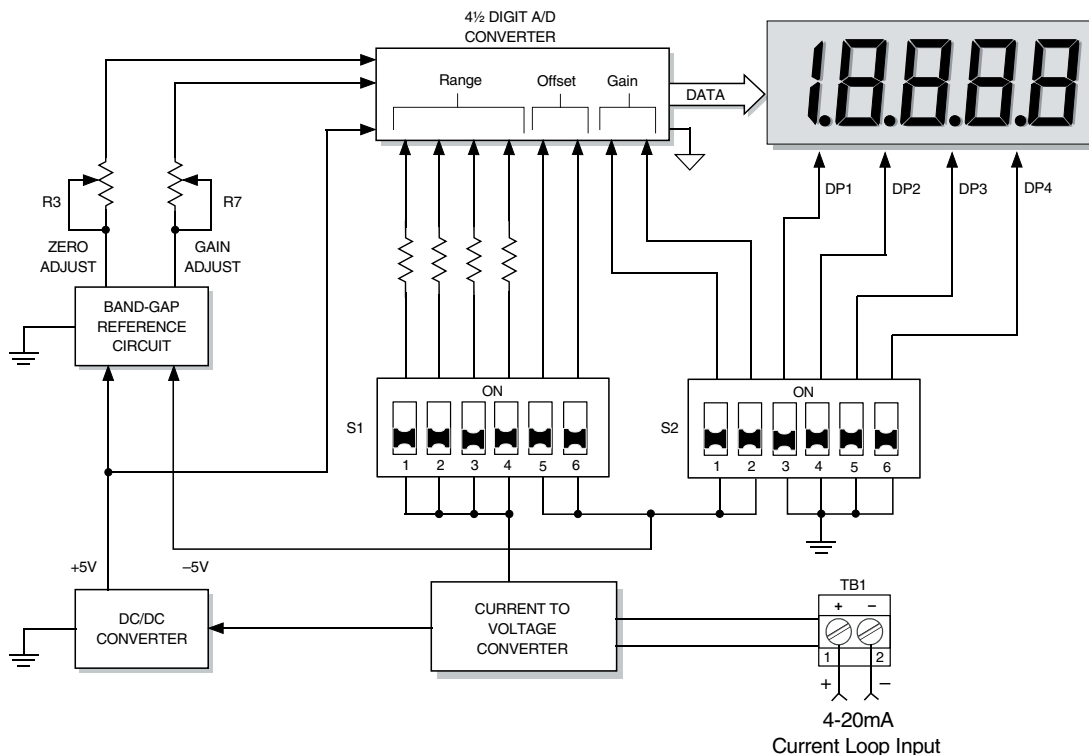 4½ DIGIT A/D
CONVERTER
Range
Offset
Gain
DATA
1.8.8.8.8
DP1
DP2
DP3
DP4
R3
R7
ZERO
ADJUST
GAIN
ADJUST
BAND-GAP
REFERENCE
CIRCUIT
S1
ON
1 2 3 4 5 6
S2
ON
1 2 3 4 5 6
+5V
–5V
DC/DC
CONVERTER
CURRENT TO
VOLTAGE
CONVERTER
TB1
+ –
1 2
+ –
4-20mA
Current Loop Input